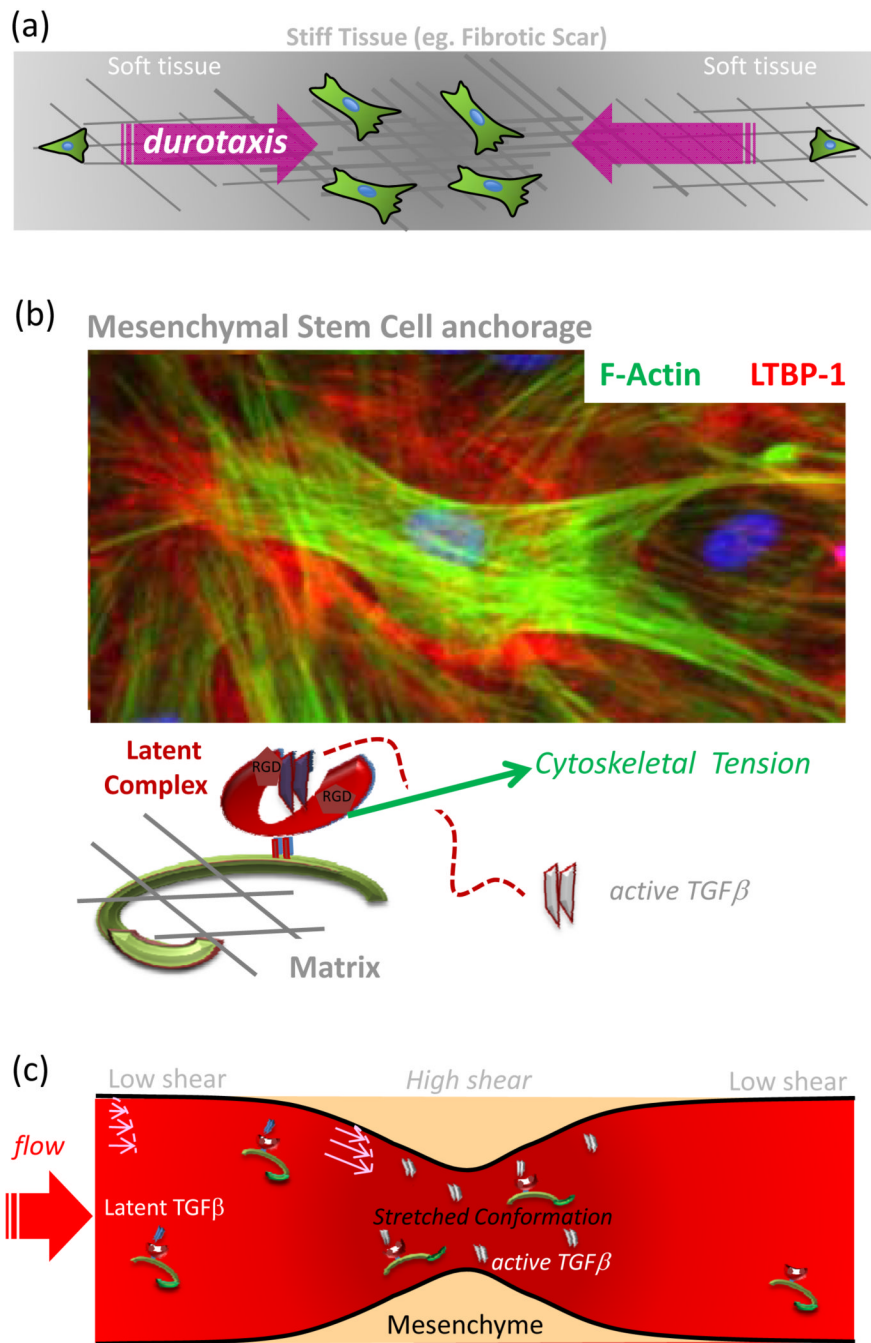 (a)
Stiff Tissue (eg. Fibrotic Scar)
Soft tissue
Soft tissue
durotaxis
(b)
Mesenchymal Stem Cell anchorage
F-Actin LTBP-1
Latent
Complex
RGD
RGD
Cytoskeletal Tension
active TGFβ
Matrix
(c)
Low shear
High shear
Low shear
flow
Latent TGFβ
Stretched Conformation
active TGFβ
Mesenchyme